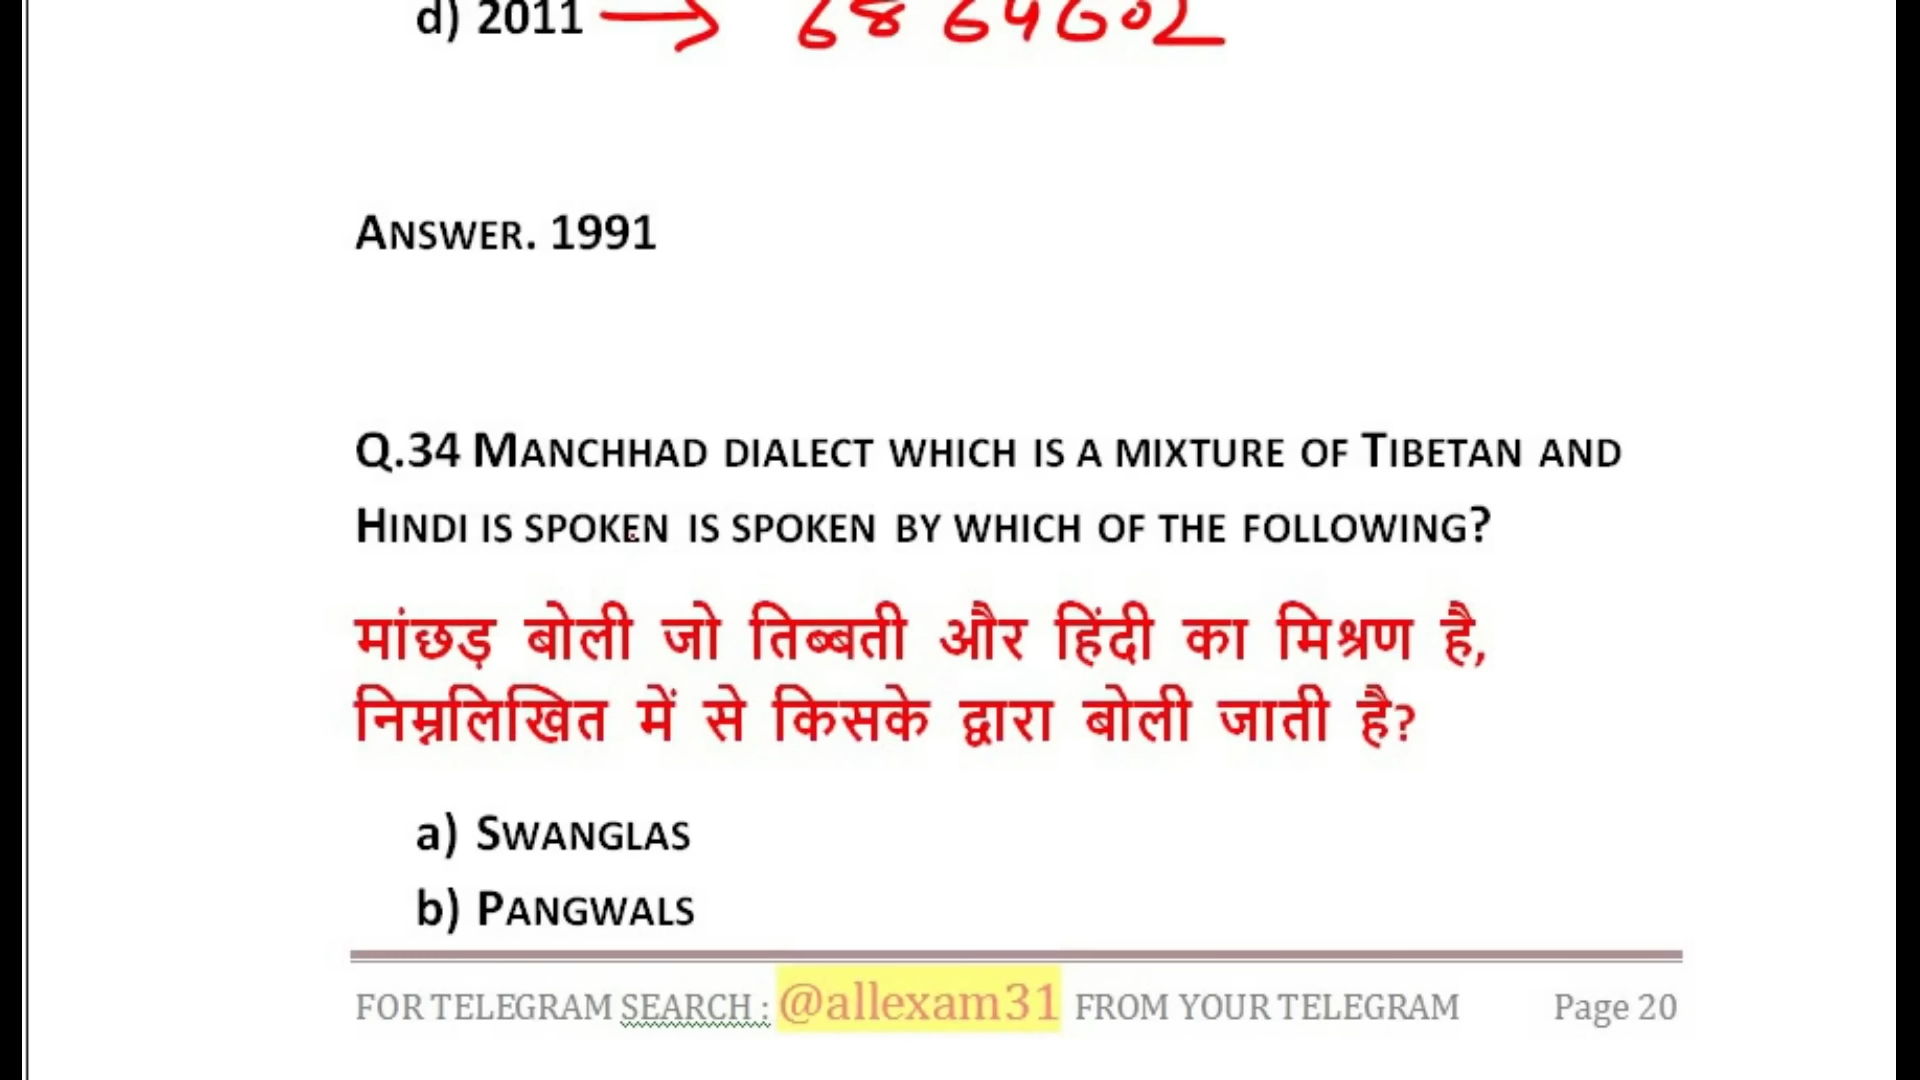 d) 2011 → 6864602
ANSWER. 1991
Q.34 MANCHHAD DIALECT WHICH IS A MIXTURE OF TIBETAN AND
HINDI IS SPOKEN IS SPOKEN BY WHICH OF THE FOLLOWING?
मांछड़ बोली जो तिब्बती और हिंदी का मिश्रण है,
निम्नलिखित में से किसके द्वारा बोली जाती है?
a) SWANGLAS
b) PANGWALS
FOR TELEGRAM SEARCH : @allexam31 FROM YOUR TELEGRAM Page 20